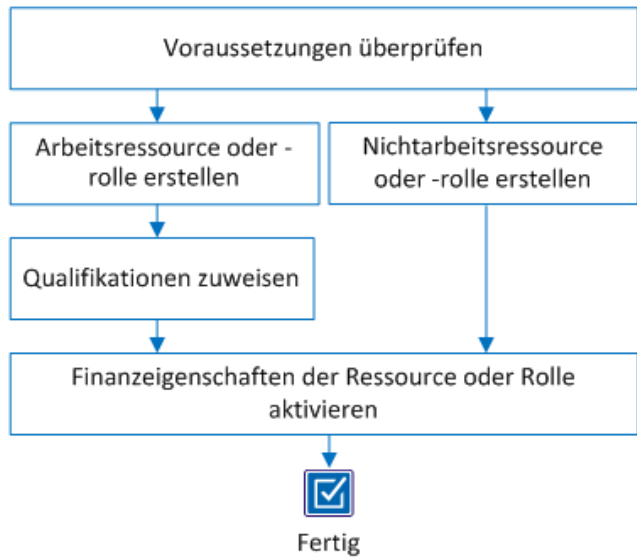 Voraussetzungen überprüfen
Arbeitsressource oder -
rolle erstellen
Nichtarbeitsressource
oder -rolle erstellen
Qualifikationen zuweisen
Finanzeigenschaften der Ressource oder Rolle
aktivieren
Fertig